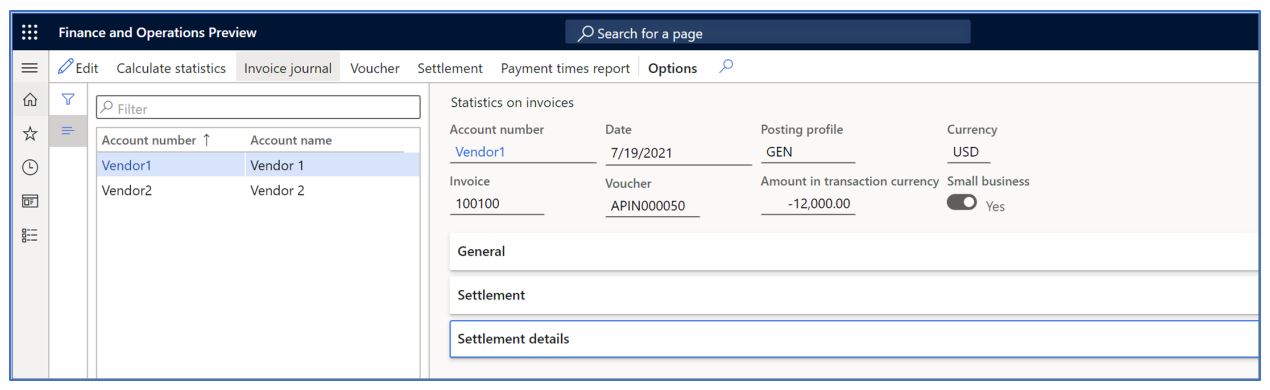 Finance and Operations Preview
Search for a page
Edit Calculate statistics Invoice journal Voucher Settlement Payment times report Options
Filter
Account number ↑ Account name
Vendor1 Vendor 1
Vendor2 Vendor 2
Statistics on invoices
Account number Date Posting profile Currency
Vendor1 7/19/2021 GEN USD
Invoice Voucher Amount in transaction currency Small business
100100 APIN000050 -12,000.00 Yes
General
Settlement
Settlement details